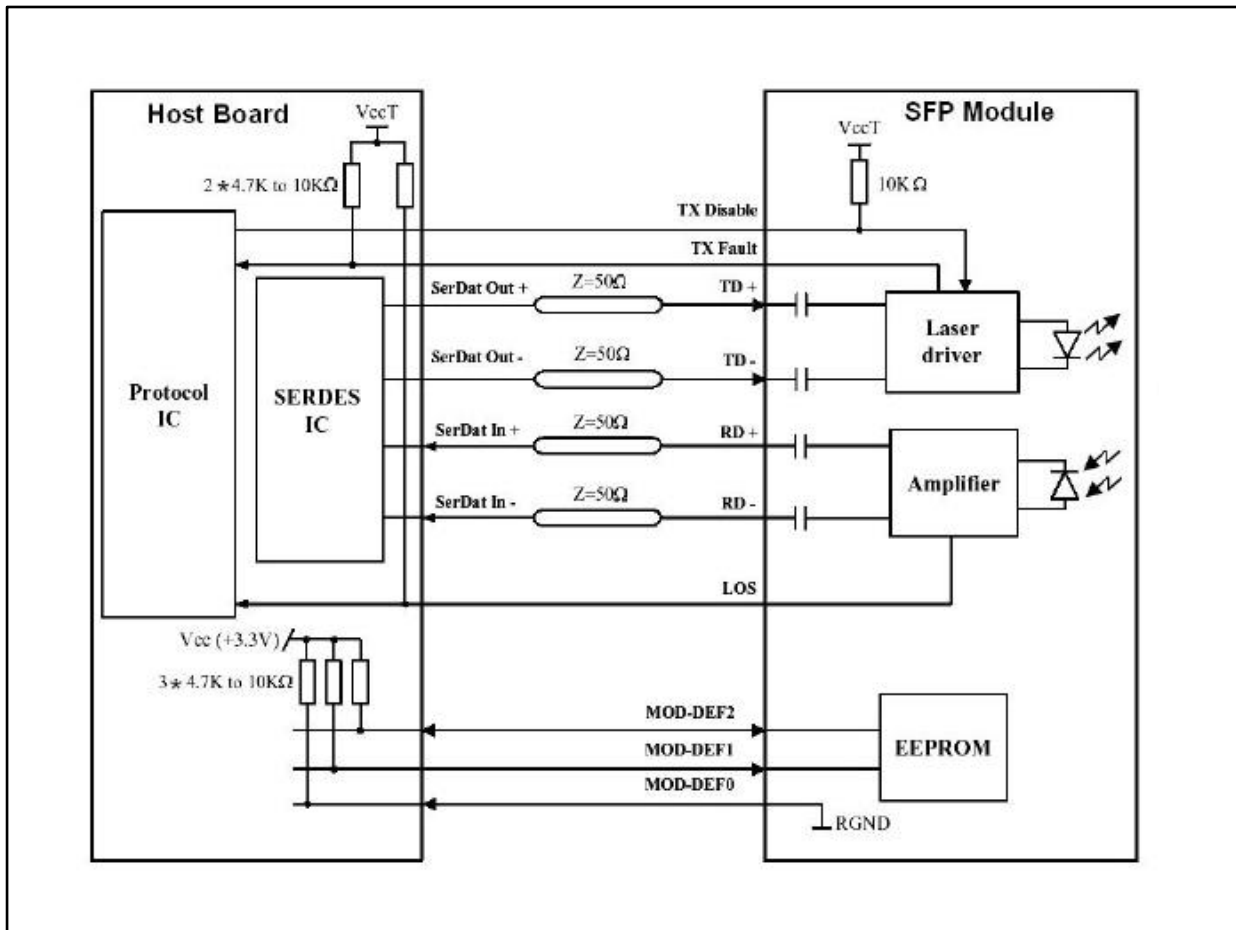 Host Board
SFP Module
VccT
VccT
2*4.7K to 10KΩ
10KΩ
TX Disable
TX Fault
SerDat Out +
Z=50Ω
TD +
SerDat Out -
Z=50Ω
TD -
Laser
driver
Protocol
IC
SERDES
IC
SerDat In +
Z=50Ω
RD +
SerDat In -
Z=50Ω
RD -
Amplifier
LOS
Vcc (+3.3V)
3*4.7K to 10KΩ
MOD-DEF2
MOD-DEF1
MOD-DEF0
EEPROM
RGND